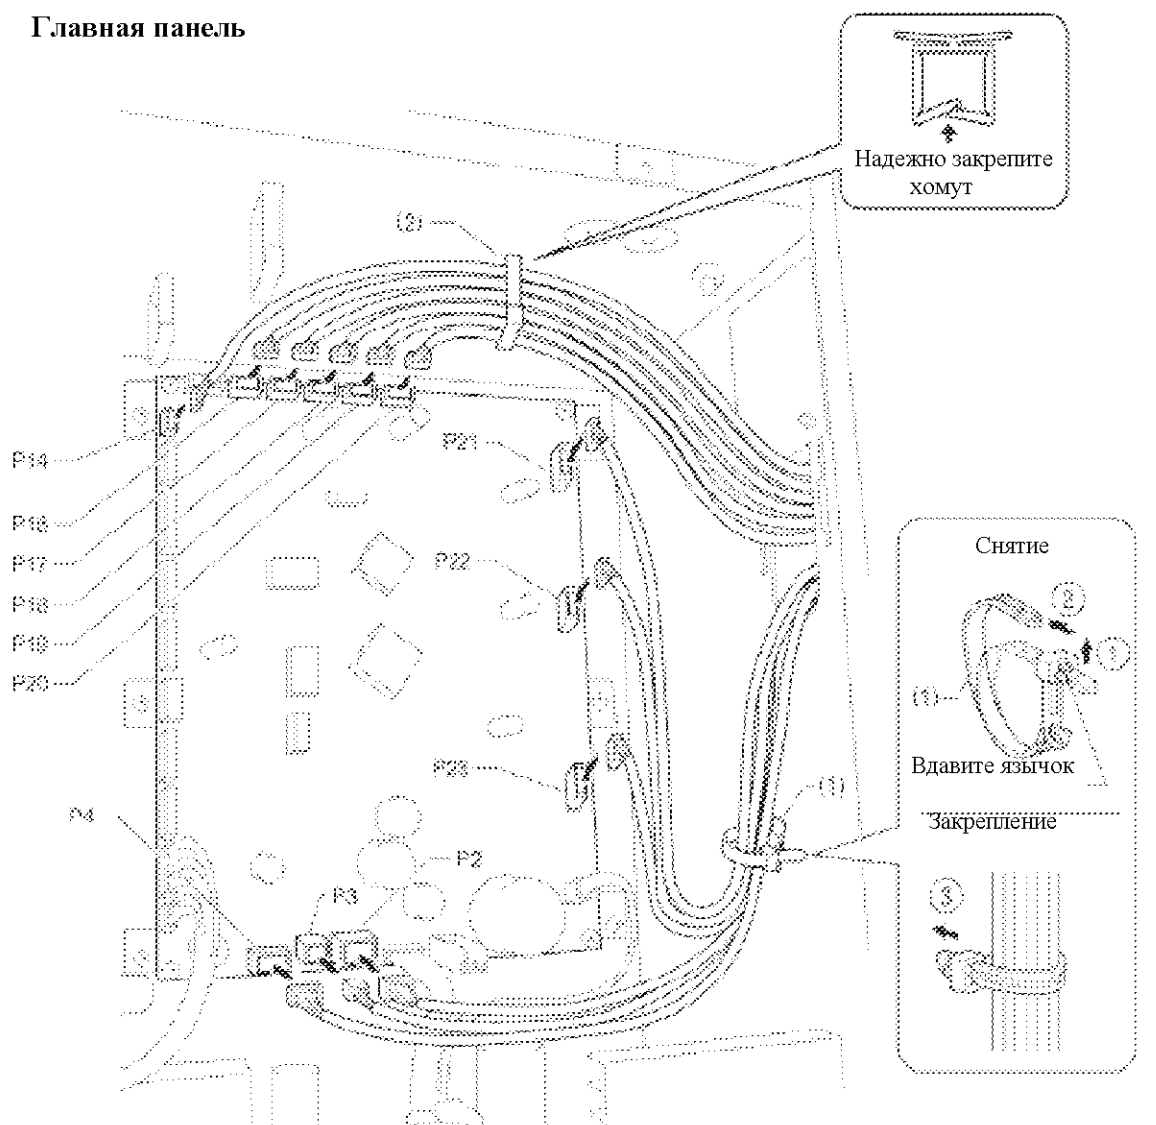 Главная панель
Надежно закрепите
хомут
(2)
P14
P21
P16
P17
P22
P18
P19
P20
Снятие
2
1
(1)
P23
Вдавите язычок
(1)
P4
Закрепление
P2
P3
3